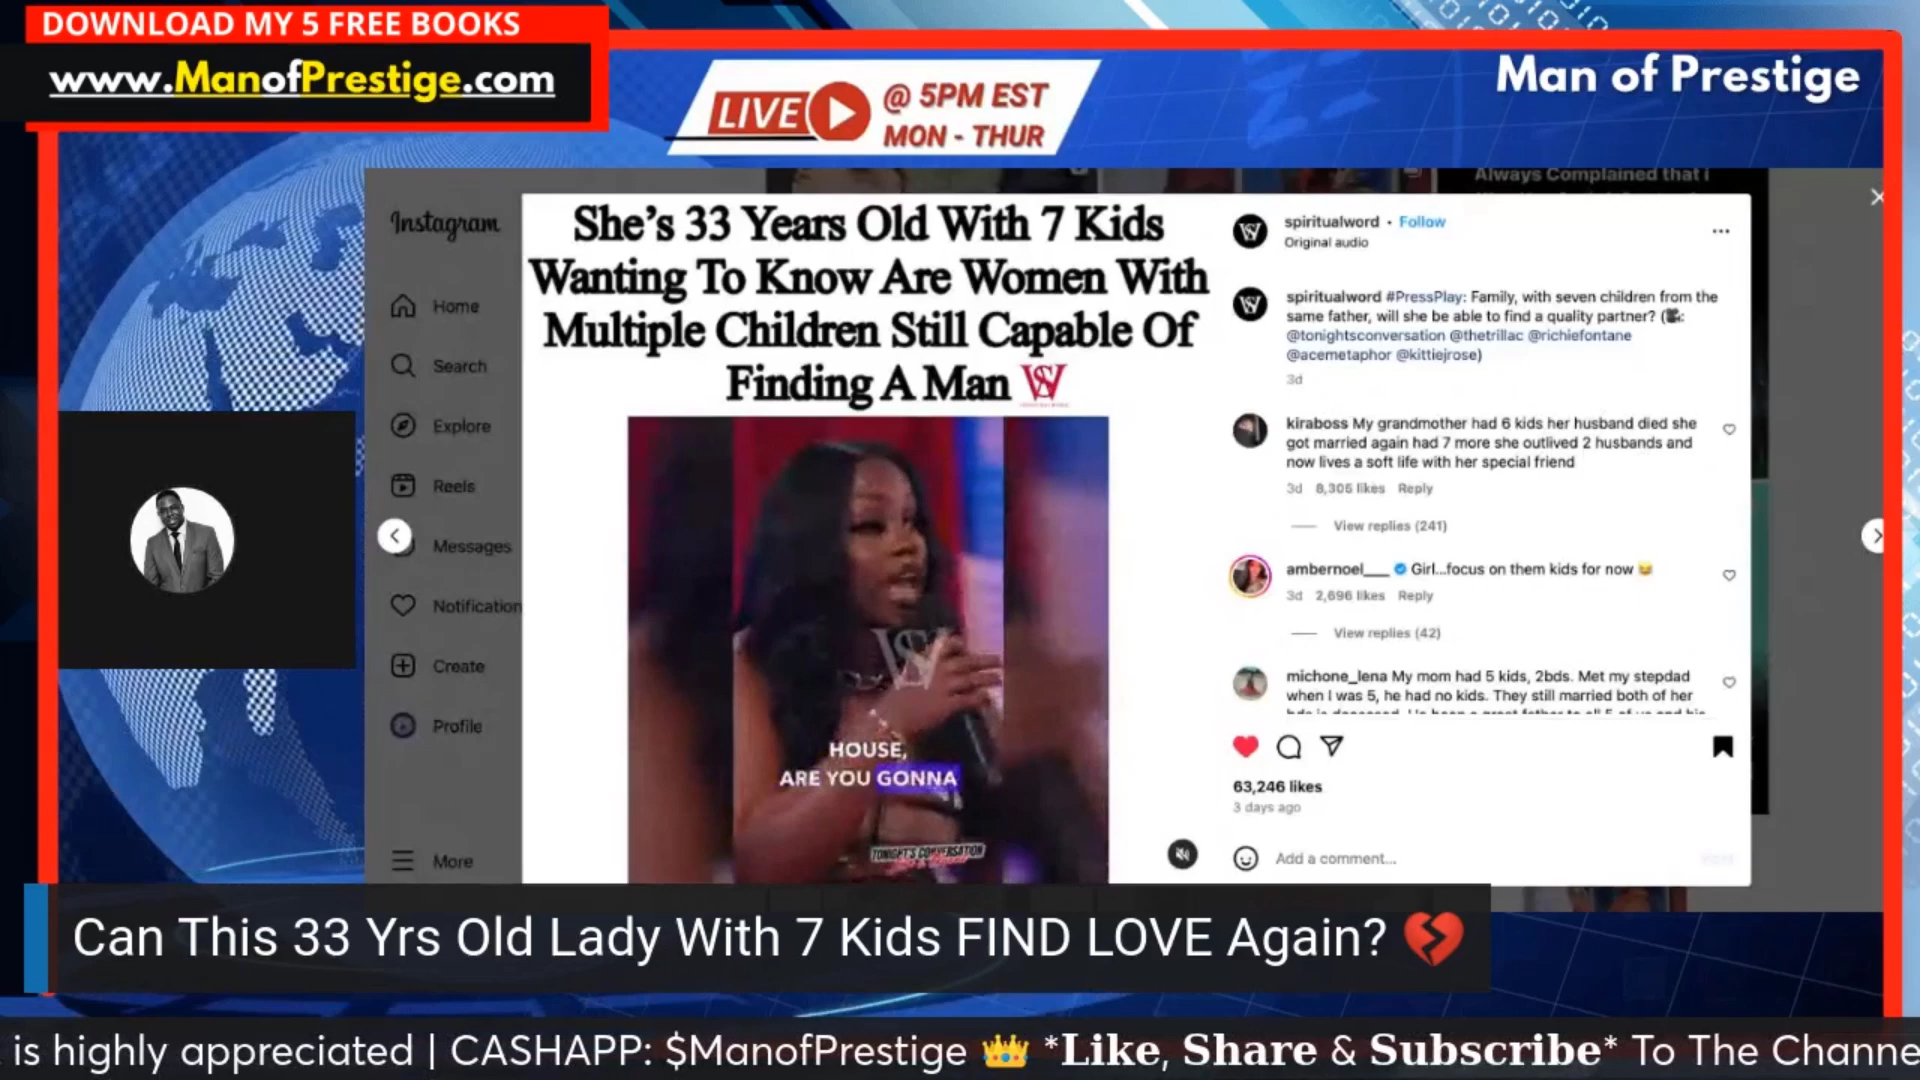 DOWNLOAD MY 5 FREE BOOKS
www.ManofPrestige.com
LIVE
@ 5PM EST
MON - THUR
Man of Prestige
Always Complained that i
Instagram
Home
Search
Explore
Reels
Messages
Notification
Create
Profile
More
She's 33 Years Old With 7 Kids
Wanting To Know Are Women With
Multiple Children Still Capable Of
Finding A Man
HOUSE,
ARE YOU GONNA
TONIGHT'S CONVERSATION
spiritualword • Follow
Original audio
spiritualword #PressPlay: Family, with seven children from the
same father, will she be able to find a quality partner? (🎥:
@tonightsconversation @thetrillac @richiefontane
@acemetaphor @kittiejrose)
3d
kiraboss My grandmother had 6 kids her husband died she
got married again had 7 more she outlived 2 husbands and
now lives a soft life with her special friend
3d 8,305 likes Reply
View replies (241)
ambernoel___ Girl...focus on them kids for now 😂
3d 2,696 likes Reply
View replies (42)
michone_lena My mom had 5 kids, 2bds. Met my stepdad
when I was 5, he had no kids. They still married both of her
63,246 likes
3 days ago
Add a comment...
Can This 33 Yrs Old Lady With 7 Kids FIND LOVE Again? 💔
is highly appreciated | CASHAPP: $ManofPrestige 👑 *Like, Share & Subscribe* To The Channe